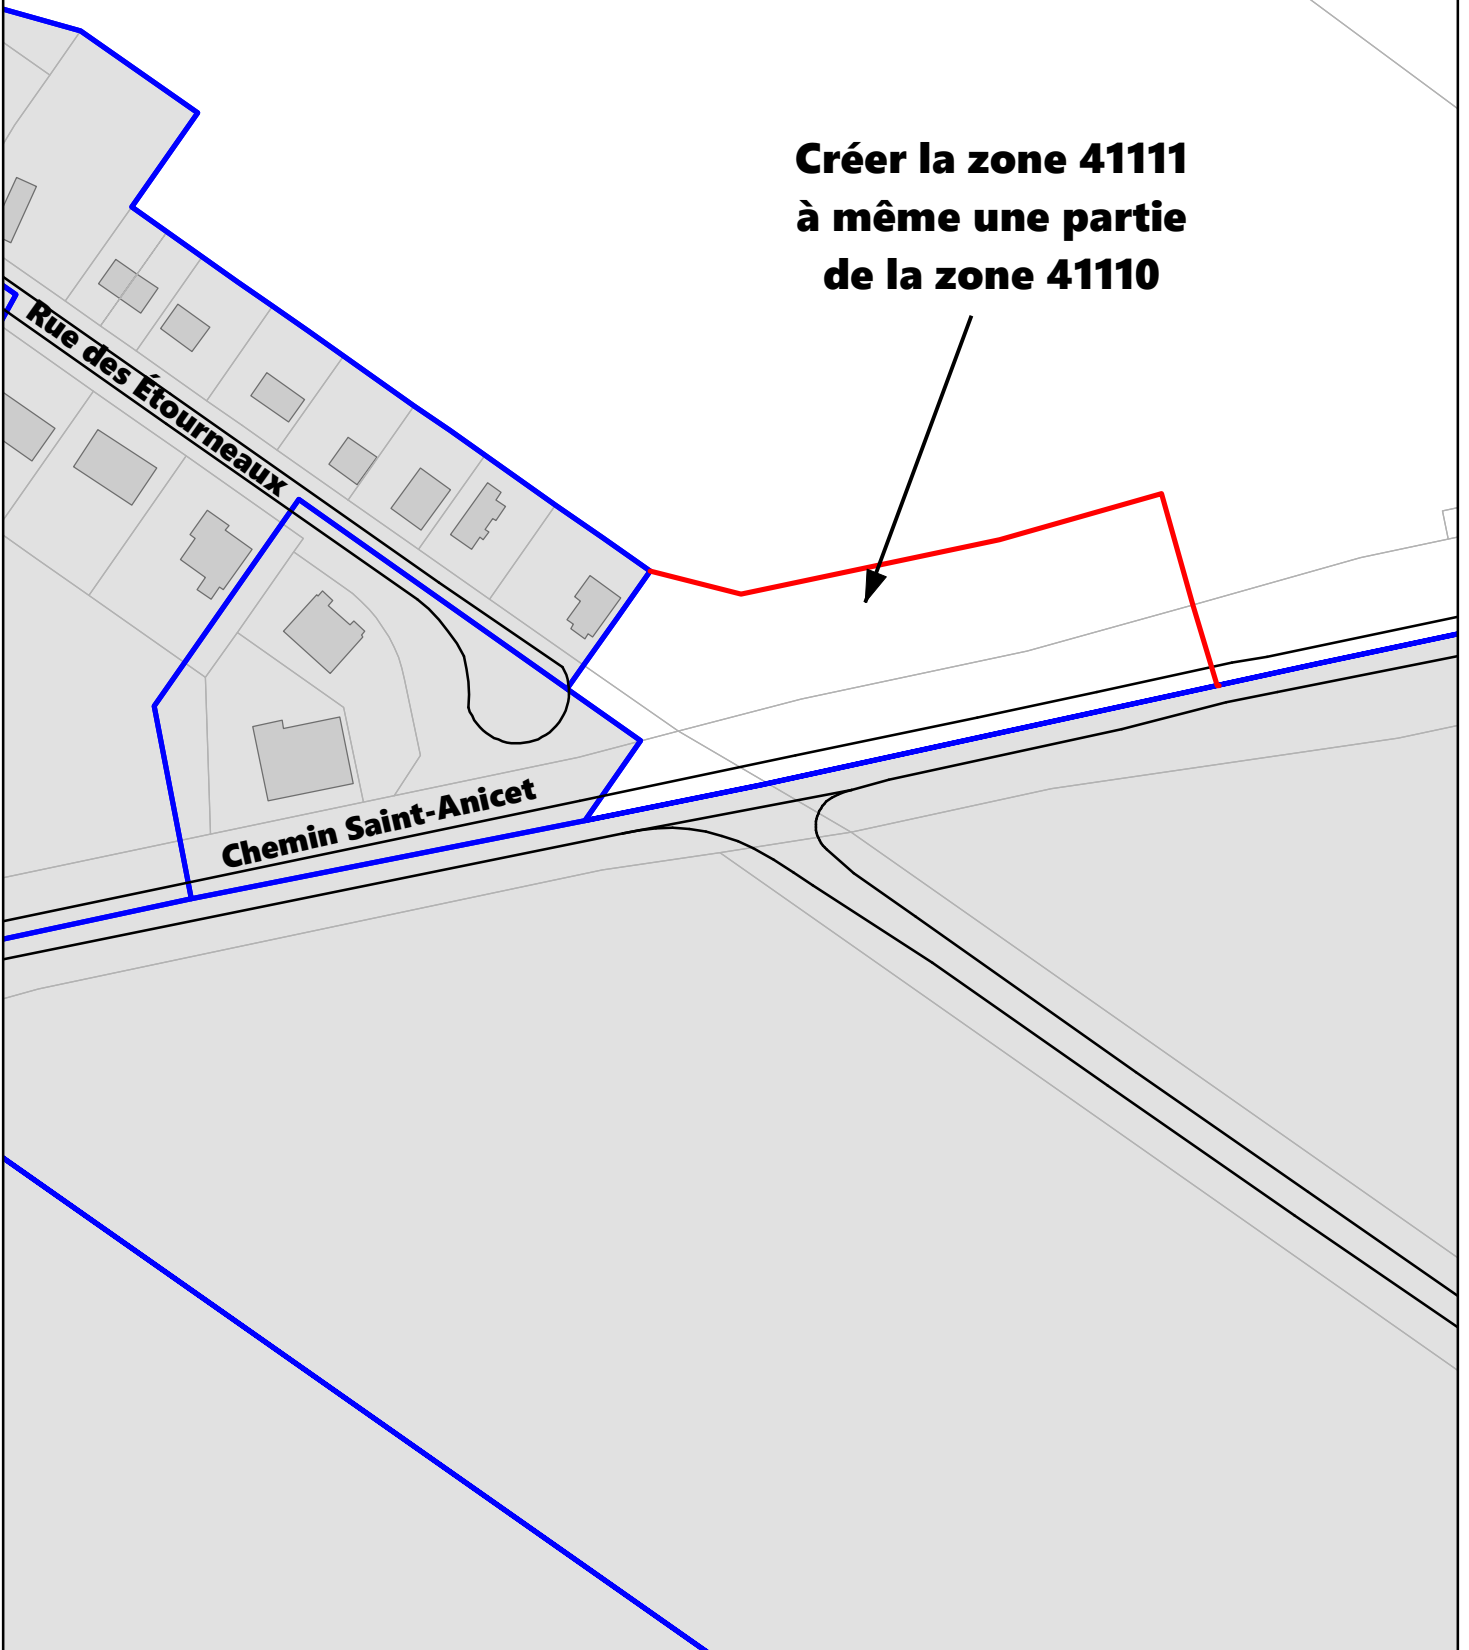 Créer la zone 41111
à même une partie
de la zone 41110
Rue des Étourneaux
Chemin Saint-Anicet